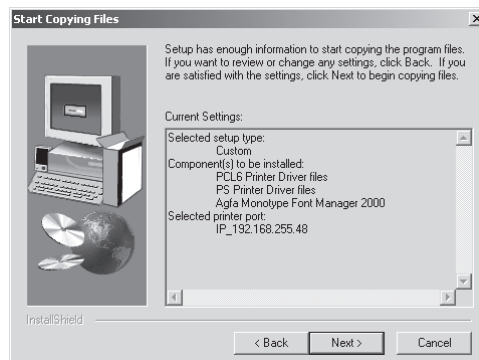 Start Copying Files
Setup has enough information to start copying the program files.
If you want to review or change any settings, click Back. If you
are satisfied with the settings, click Next to begin copying files.
Current Settings:
Selected setup type:
Custom
Component(s) to be installed:
PCL6 Printer Driver files
PS Printer Driver files
Agfa Monotype Font Manager 2000
Selected printer port:
IP_192.168.255.48
InstallShield
< Back
Next >
Cancel